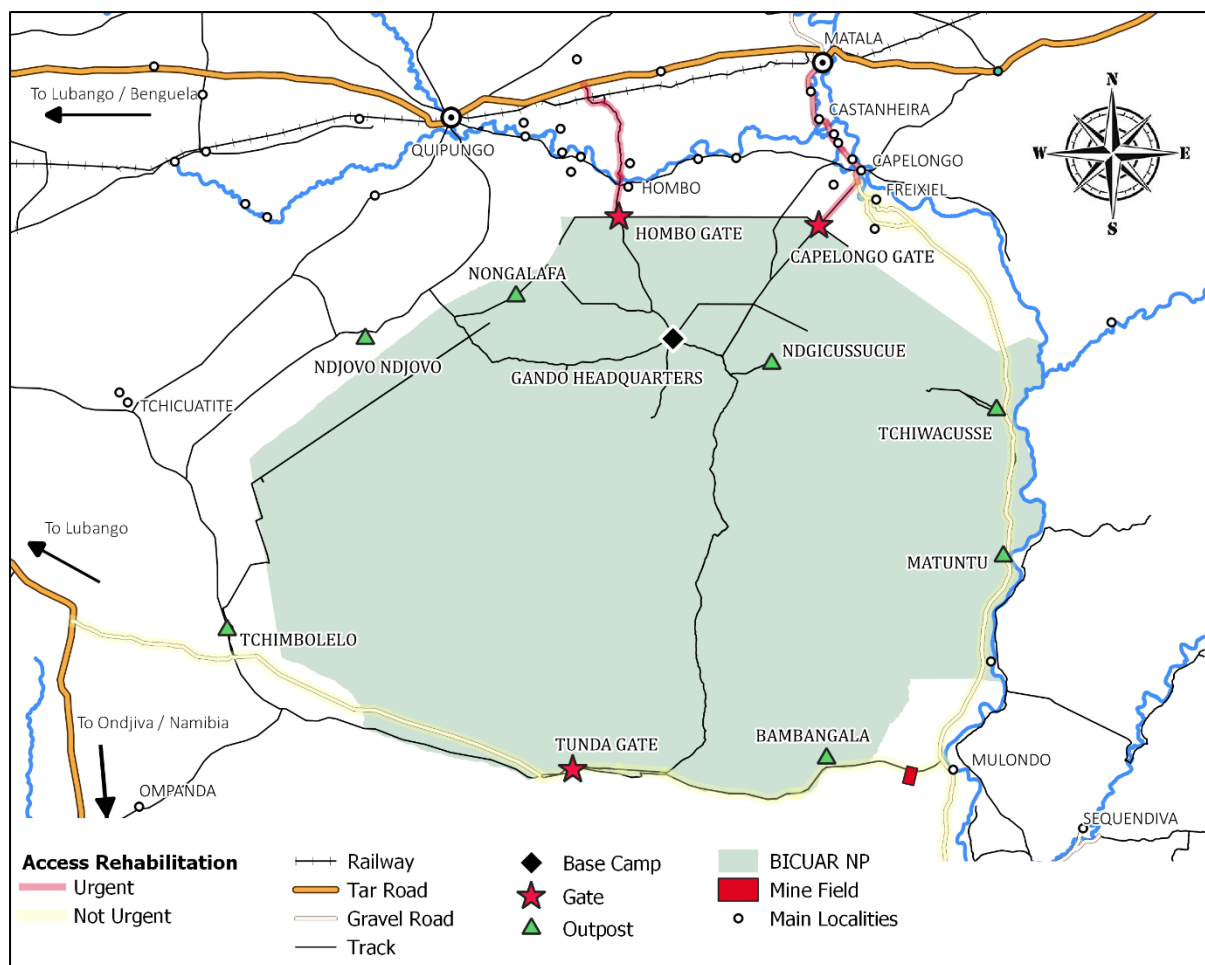 MATALA
To Lubango / Benguela
CASTANHEIRA
N
W
E
S
QUIPUNGO
CAPELONGO
HOMBO
FREIXIEL
HOMBO GATE
CAPELONGO GATE
NONGALAFA
NDJOVO NDJOVO
NDGICUSSUCUE
GANDO HEADQUARTERS
TCHICUATITE
TCHIWACUSSE
To Lubango
MATUNTU
TCHIMBOLELO
To Ondjiva / Namibia
TUNDA GATE
BAMBANGALA
MULONDO
OMPANDA
SEQUENDIVA
Access Rehabilitation
Urgent
Not Urgent
Railway
Tar Road
Gravel Road
Track
Base Camp
Gate
Outpost
BICUAR NP
Mine Field
Main Localities